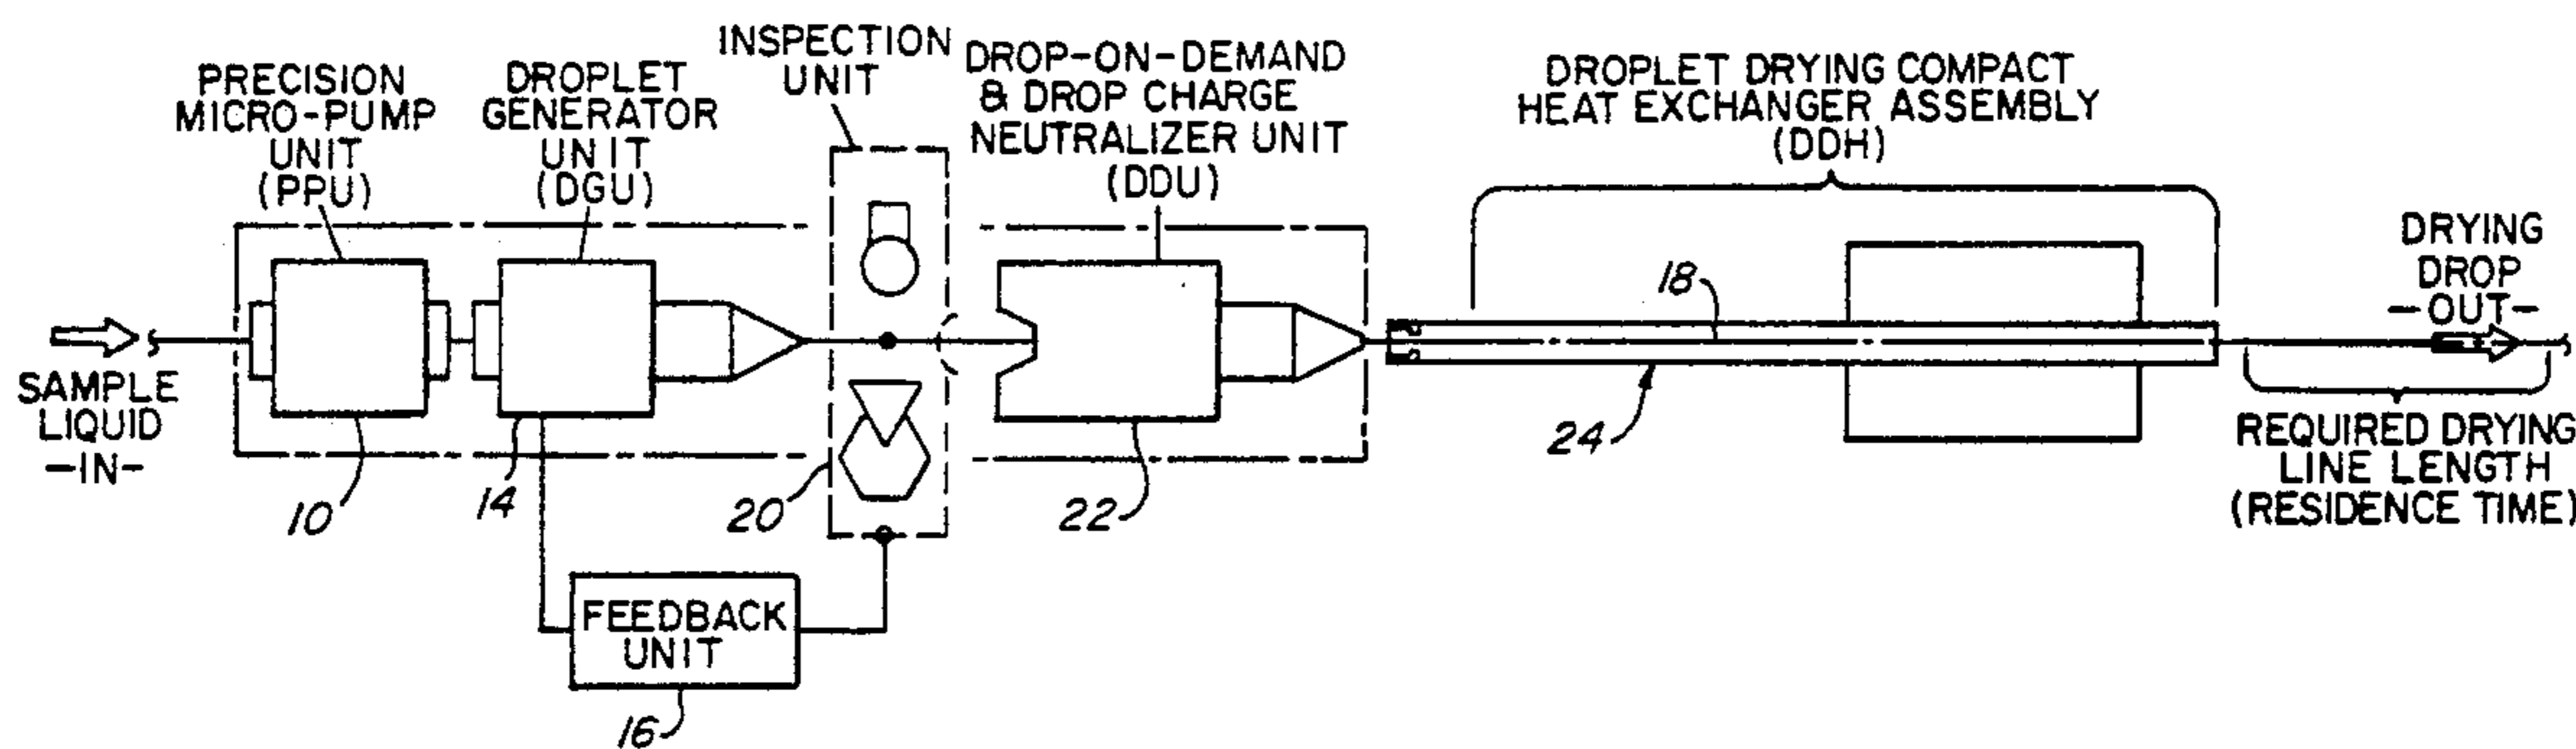 PRECISION
MICRO-PUMP
UNIT
(PPU)
DROPLET
GENERATOR
UNIT
(DGU)
INSPECTION
UNIT
DROP-ON-DEMAND
& DROP CHARGE
NEUTRALIZER UNIT
(DDU)
DROPLET DRYING COMPACT
HEAT EXCHANGER ASSEMBLY
(DDH)
DRYING
DROP
-OUT-
SAMPLE
LIQUID
-IN-
10
14
20
22
18
24
REQUIRED DRYING
LINE LENGTH
(RESIDENCE TIME)
FEEDBACK
UNIT
16